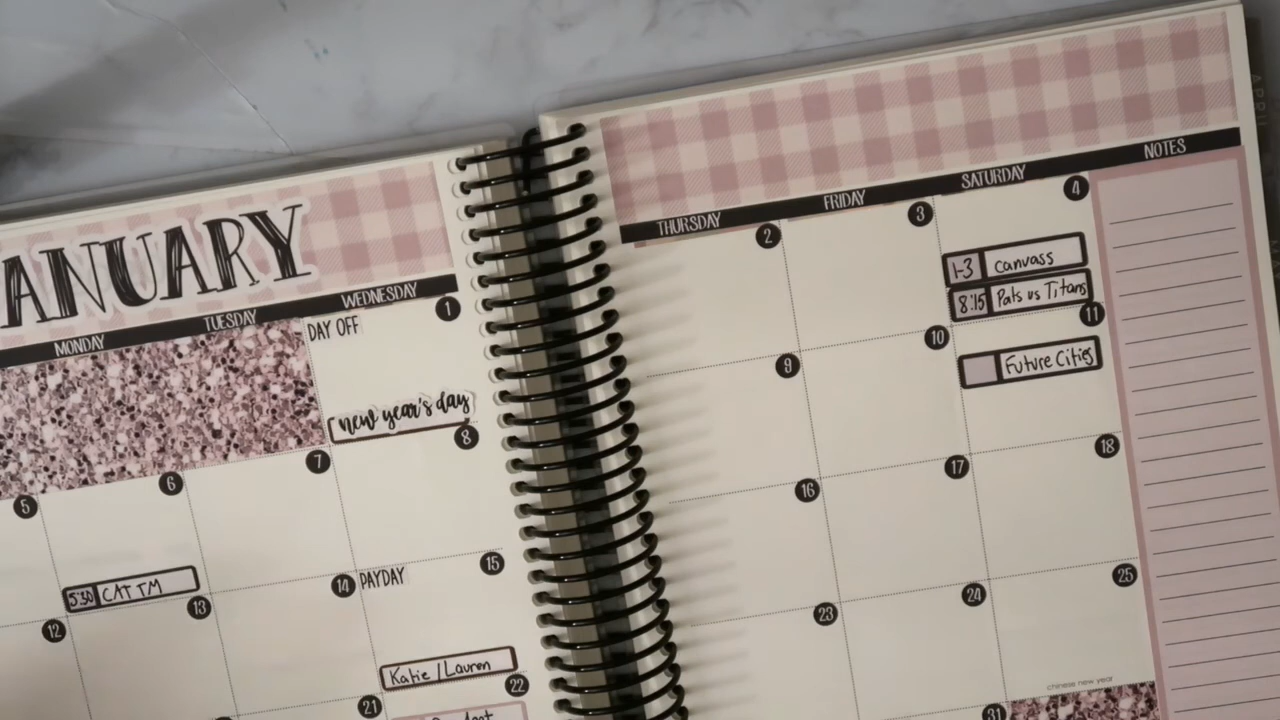 ANUARY
MONDAY
TUESDAY
WEDNESDAY
1
DAY OFF
new year's day
5
6
7
8
5:30 CAT TM
12
13
14
PAYDAY
15
Katie / Lauren
21
22
THURSDAY
FRIDAY
SATURDAY
NOTES
2
3
4
1-3 canvass
8:15 Pats vs Titans
9
10
11
Future Cities
16
17
18
23
24
25
chinese new year
31